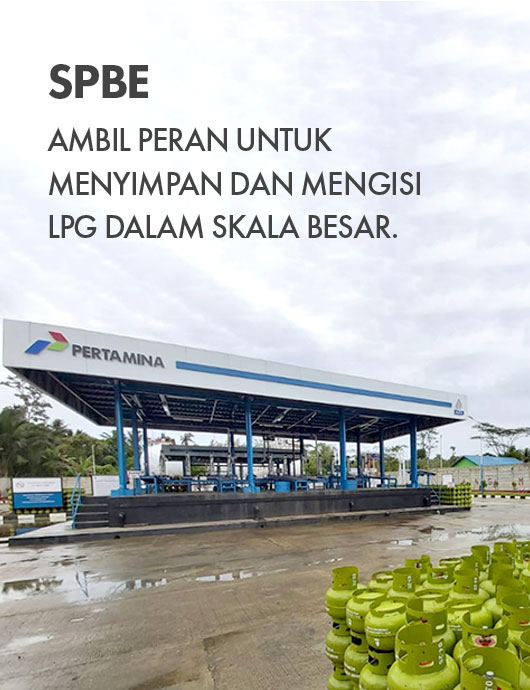 SPBE
AMBIL PERAN UNTUK
MENYIMPAN DAN MENGISI
LPG DALAM SKALA BESAR.
PERTAMINA